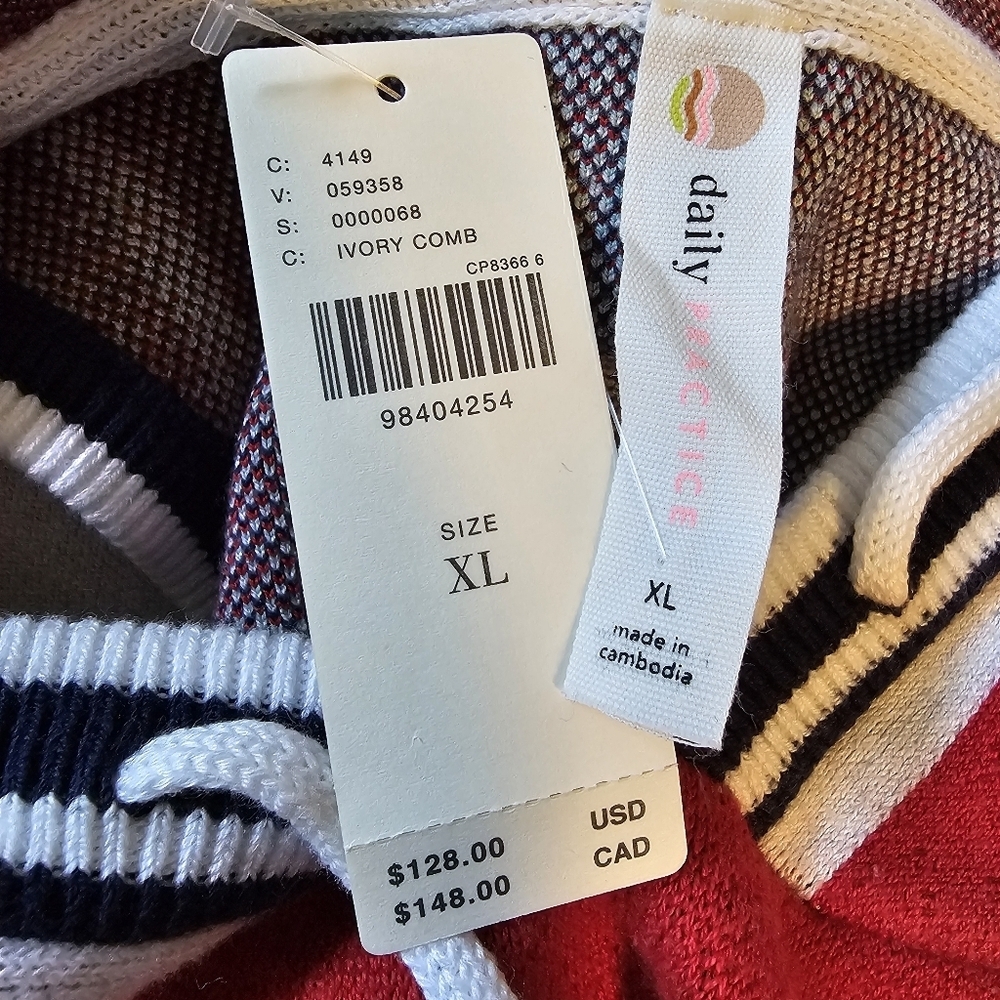 C: 4149
V: 059358
S: 0000068
C: IVORY COMB
CP8366 6
98404254
SIZE
XL
$128.00 USD
$148.00 CAD
daily PRACTICE
XL
made in
cambodia